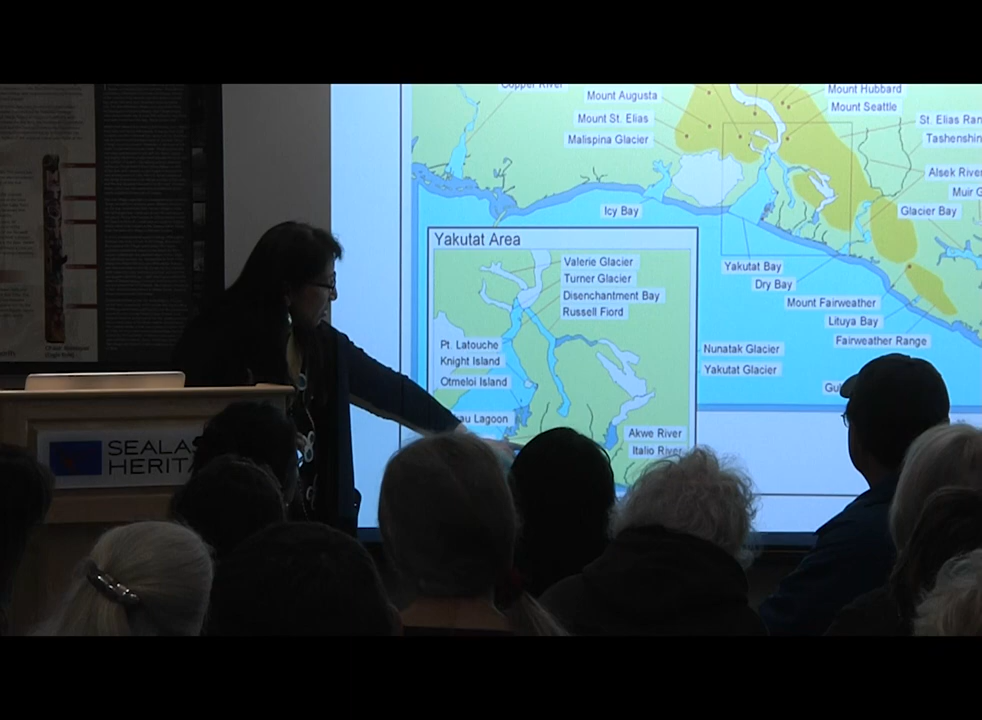 Copper River
Mount Augusta
Mount St. Elias
Malispina Glacier
Mount Hubbard
Mount Seattle
St. Elias Ran
Tashenshin
Alsek River
Muir G
Glacier Bay
Icy Bay
Yakutat Bay
Dry Bay
Mount Fairweather
Lituya Bay
Fairweather Range
Yakutat Area
Valerie Glacier
Turner Glacier
Disenchantment Bay
Russell Fiord
Pt. Latouche
Knight Island
Otmeloi Island
Lagoon
Nunatak Glacier
Yakutat Glacier
Gu
Akwe River
Italio River
SEALAS
HERITA